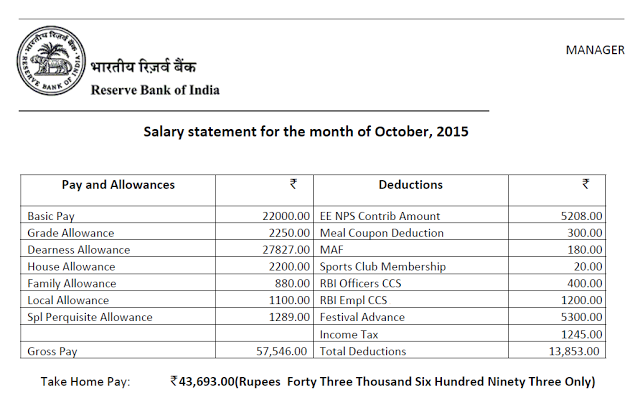 भारतीय रिज़र्व बैंक
RESERVE BANK OF INDIA
MANAGER
भारतीय रिज़र्व बैंक
Reserve Bank of India
Salary statement for the month of October, 2015
Pay and Allowances ₹ Deductions ₹
Basic Pay 22000.00 EE NPS Contrib Amount 5208.00
Grade Allowance 2250.00 Meal Coupon Deduction 300.00
Dearness Allowance 27827.00 MAF 180.00
House Allowance 2200.00 Sports Club Membership 20.00
Family Allowance 880.00 RBI Officers CCS 400.00
Local Allowance 1100.00 RBI Empl CCS 1200.00
Spl Perquisite Allowance 1289.00 Festival Advance 5300.00
Income Tax 1245.00
Gross Pay 57,546.00 Total Deductions 13,853.00
Take Home Pay: ₹43,693.00(Rupees Forty Three Thousand Six Hundred Ninety Three Only)